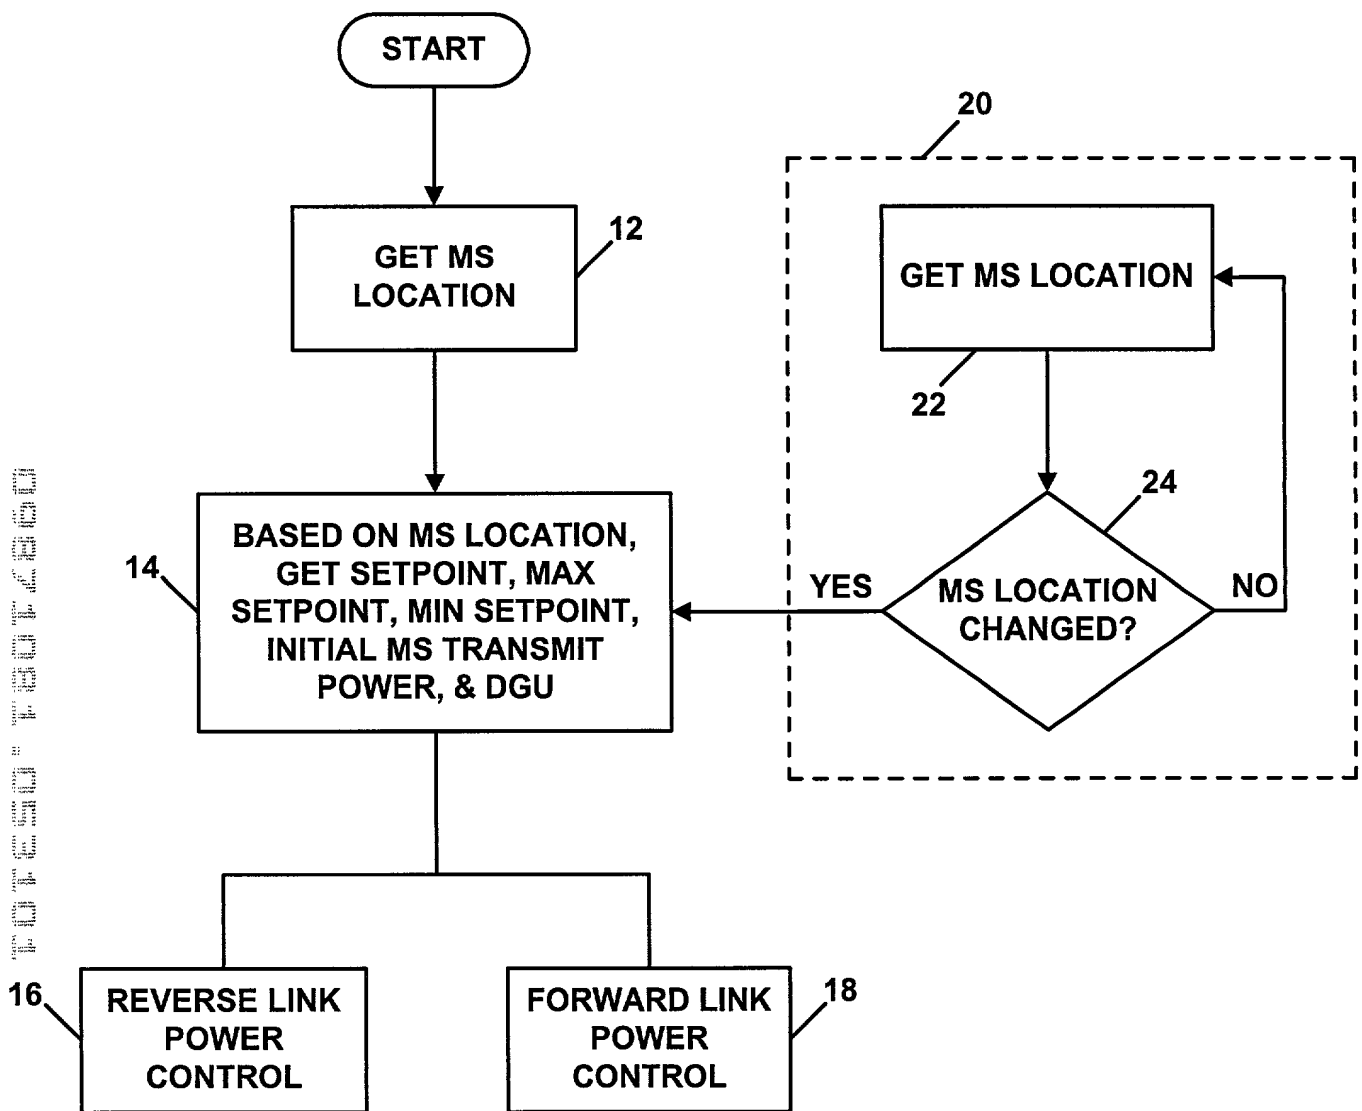 START
20
12
GET MS
LOCATION
GET MS LOCATION
22
24
14
BASED ON MS LOCATION,
GET SETPOINT, MAX
SETPOINT, MIN SETPOINT,
INITIAL MS TRANSMIT
POWER, & DGU
YES
MS LOCATION
CHANGED?
NO
16
REVERSE LINK
POWER
CONTROL
FORWARD LINK
POWER
CONTROL
18